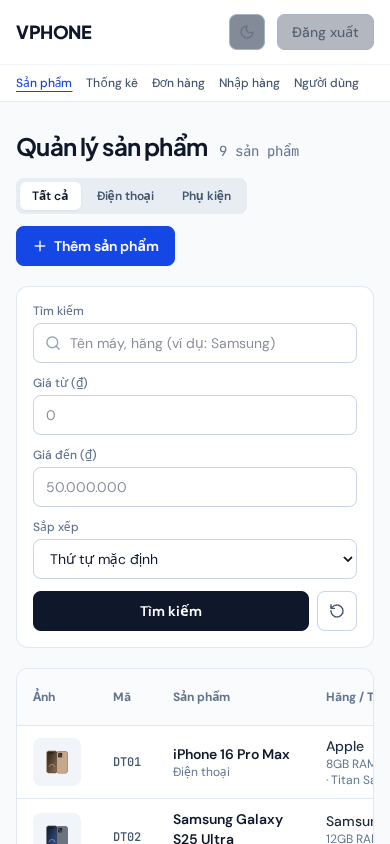 VPHONE
Đăng xuất
Sản phẩm Thống kê Đơn hàng Nhập hàng Người dùng
Quản lý sản phẩm 9 sản phẩm
Tất cả Điện thoại Phụ kiện
+ Thêm sản phẩm
Tìm kiếm
Tên máy, hãng (ví dụ: Samsung)
Giá từ (₫)
0
Giá đến (₫)
50.000.000
Sắp xếp
Thứ tự mặc định
Tìm kiếm
Ảnh Mã Sản phẩm Hãng / T
DT01 iPhone 16 Pro Max Apple
Điện thoại 8GB RAM
· Titan Sa
DT02 Samsung Galaxy S25 Ultra Samsun
12GB RA